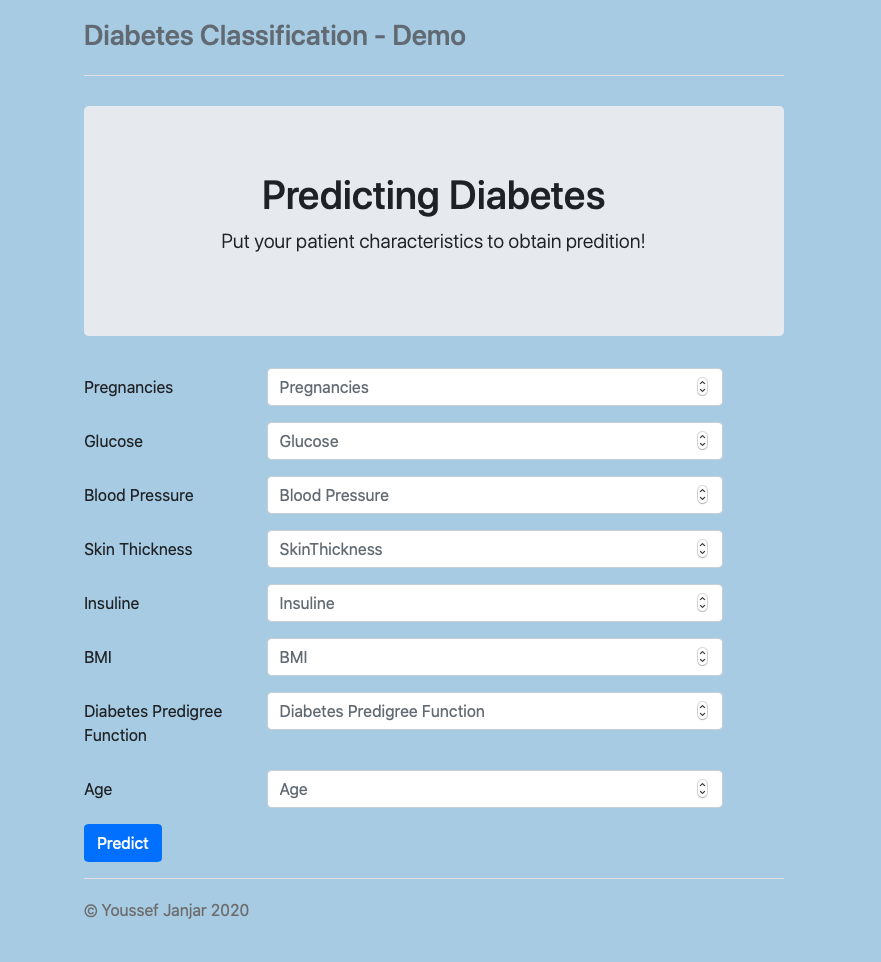 Diabetes Classification - Demo
Predicting Diabetes
Put your patient characteristics to obtain predition!
Pregnancies
Pregnancies
Glucose
Glucose
Blood Pressure
Blood Pressure
Skin Thickness
SkinThickness
Insuline
Insuline
BMI
BMI
Diabetes Predigree
Function
Diabetes Predigree Function
Age
Age
Predict
© Youssef Janjar 2020